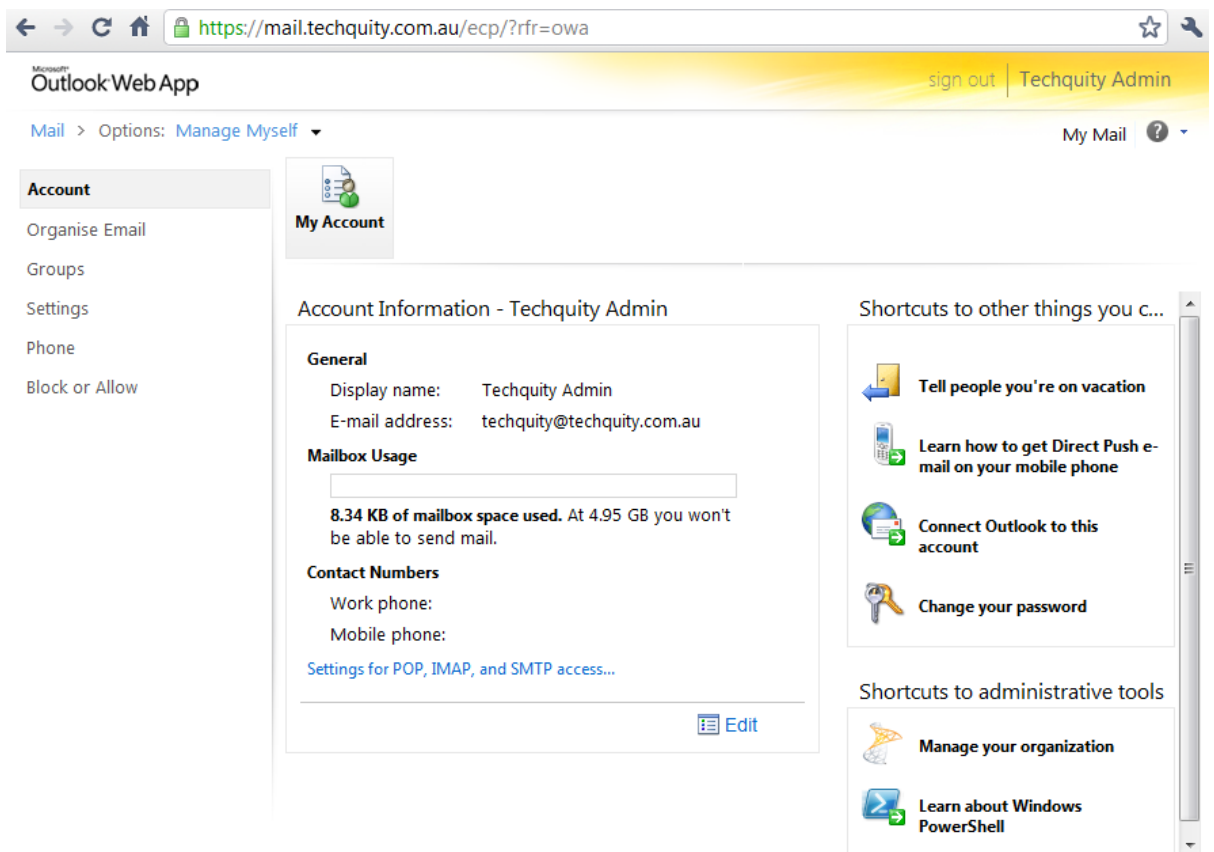 https://mail.techquity.com.au/ecp/?rfr=owa
Microsoft®
Outlook Web App
sign out | Techquity Admin
Mail > Options: Manage Myself
My Mail
Account
Organise Email
Groups
Settings
Phone
Block or Allow
My Account
Account Information - Techquity Admin
General
Display name: Techquity Admin
E-mail address: techquity@techquity.com.au
Mailbox Usage
8.34 KB of mailbox space used. At 4.95 GB you won't
be able to send mail.
Contact Numbers
Work phone:
Mobile phone:
Settings for POP, IMAP, and SMTP access...
Edit
Shortcuts to other things you c...
Tell people you're on vacation
Learn how to get Direct Push e-
mail on your mobile phone
Connect Outlook to this
account
Change your password
Shortcuts to administrative tools
Manage your organization
Learn about Windows
PowerShell